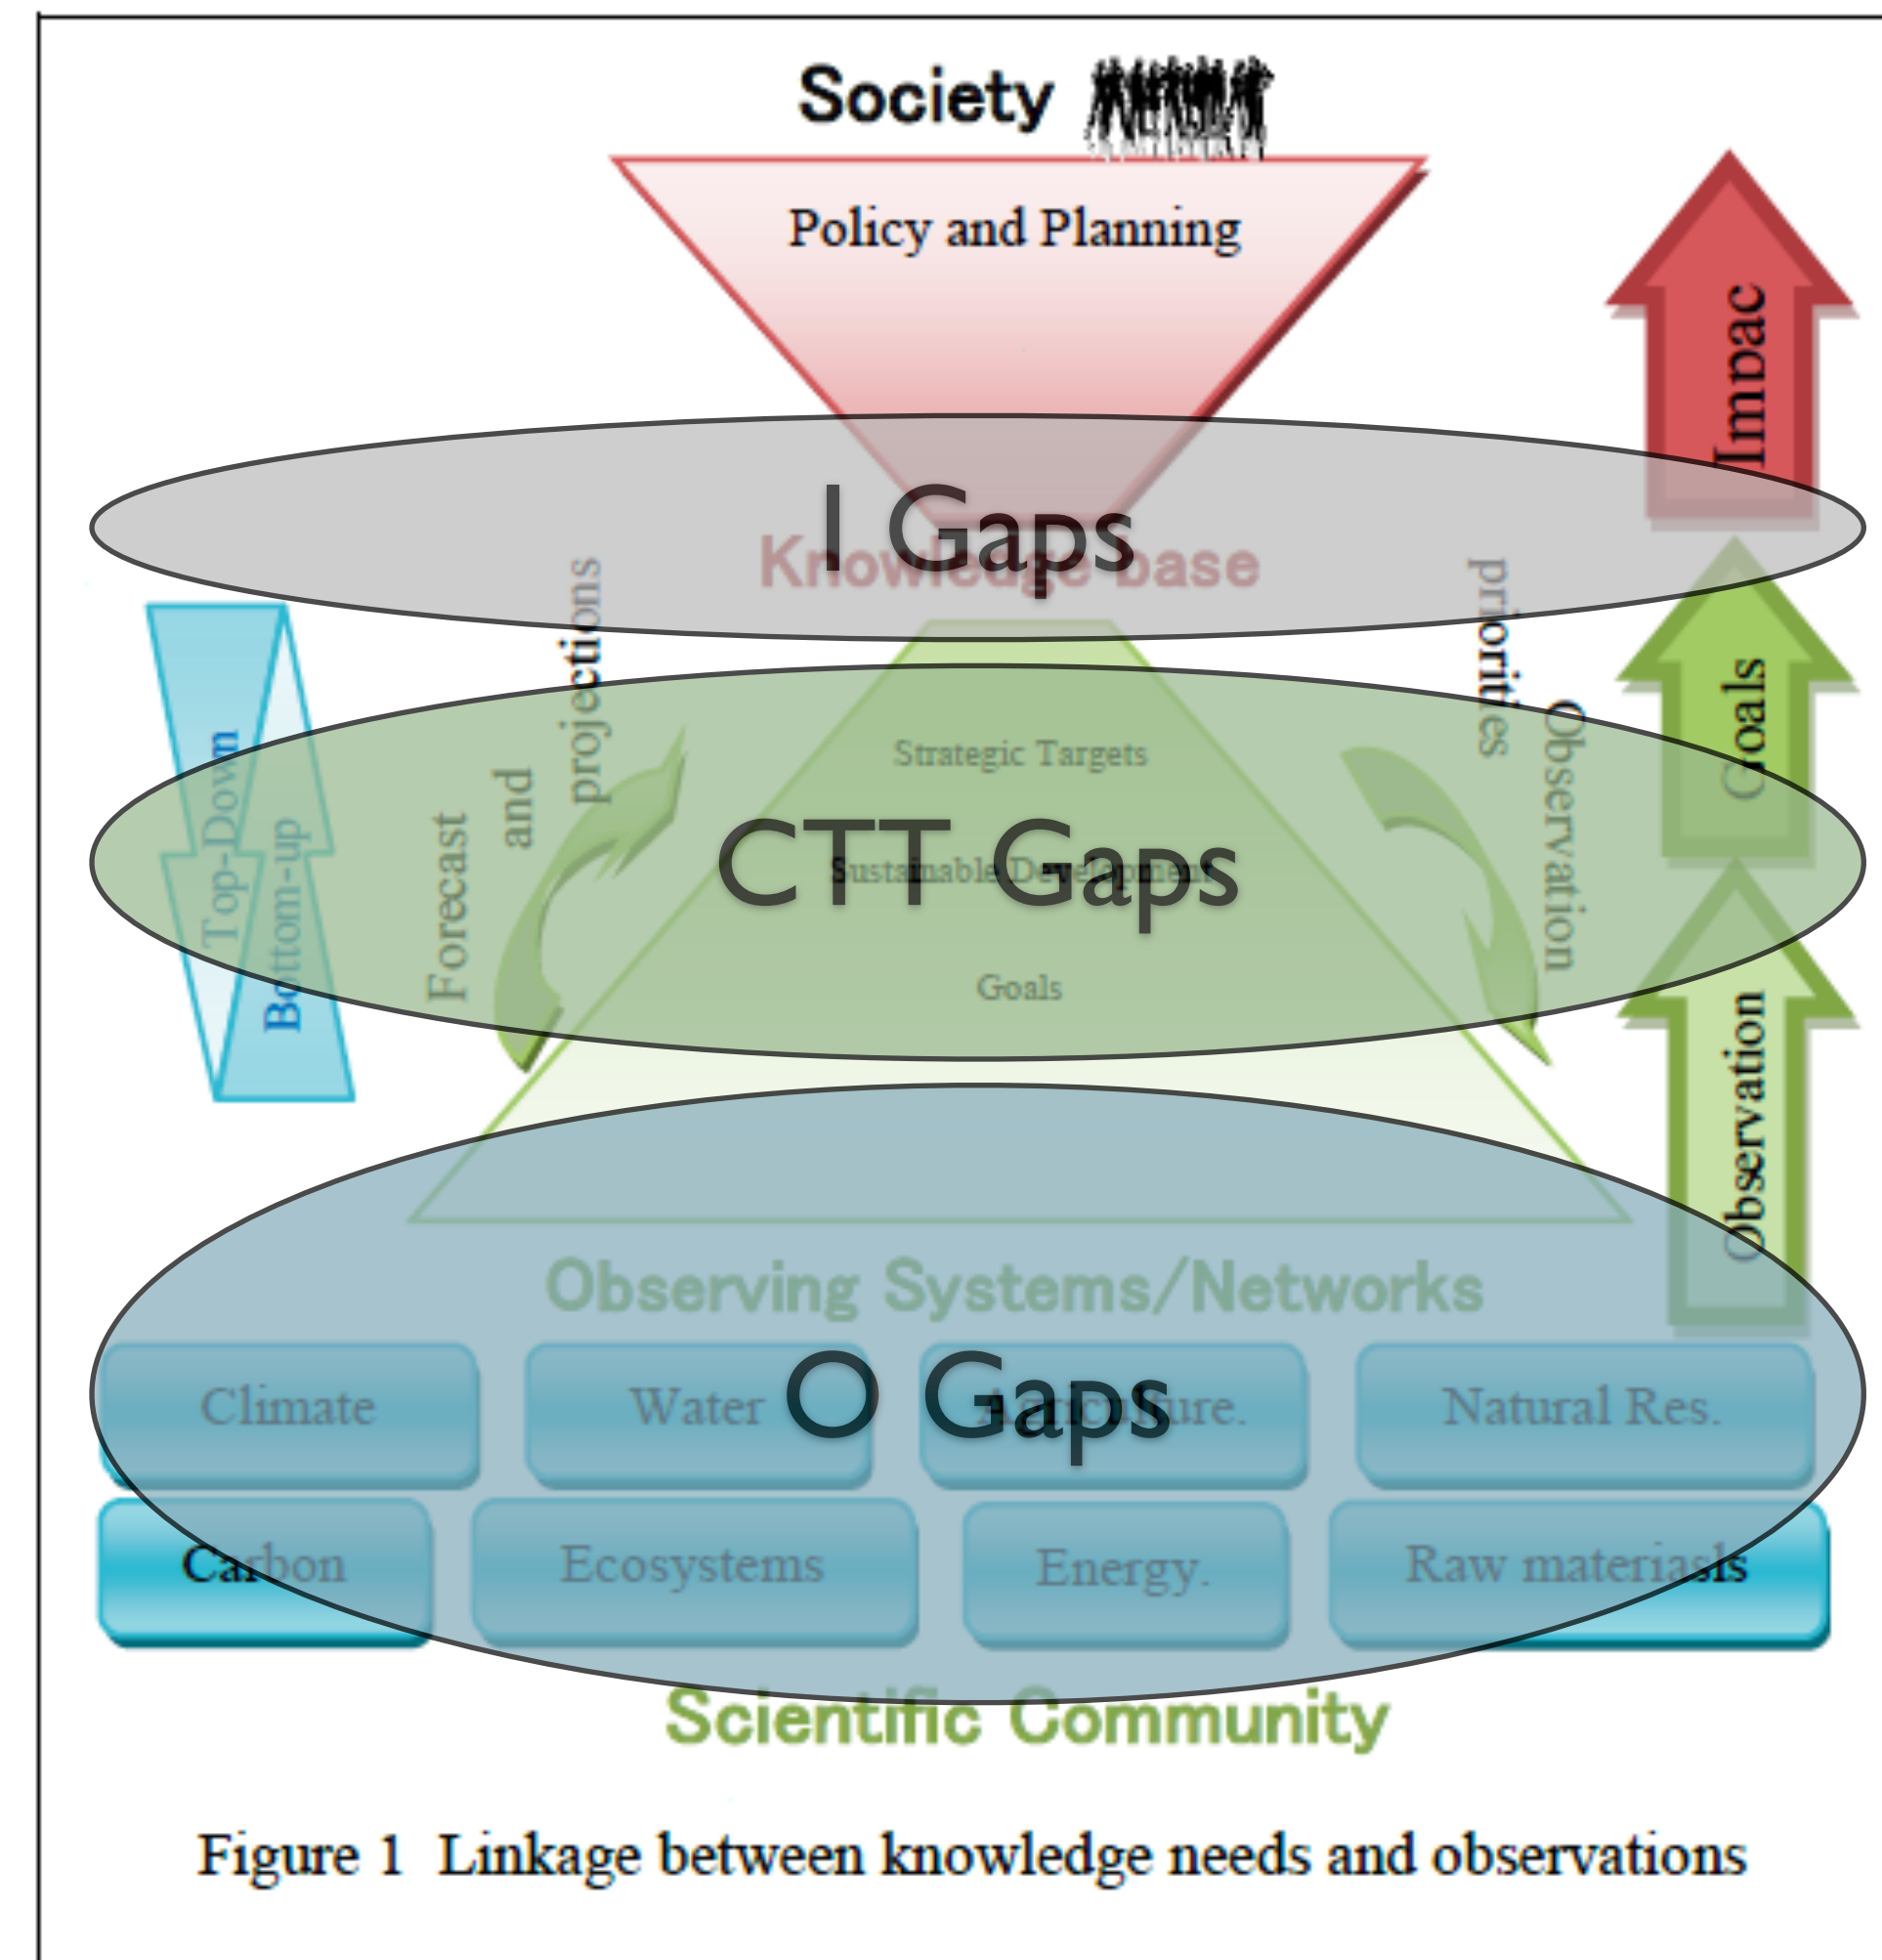 Society
Policy and Planning
Impac
I Gaps
Knowledge base
projections
and
Forecast
priorities
Observation
Goals
Top-Down
Bottom-up
Strategic Targets
CTT Gaps
Sustainable Development
Goals
Observation
Observing Systems/Networks
Climate
Water
O Gaps
Agriculture.
Natural Res.
Carbon
Ecosystems
Energy.
Raw materiasls
Scientific Community
Figure 1 Linkage between knowledge needs and observations